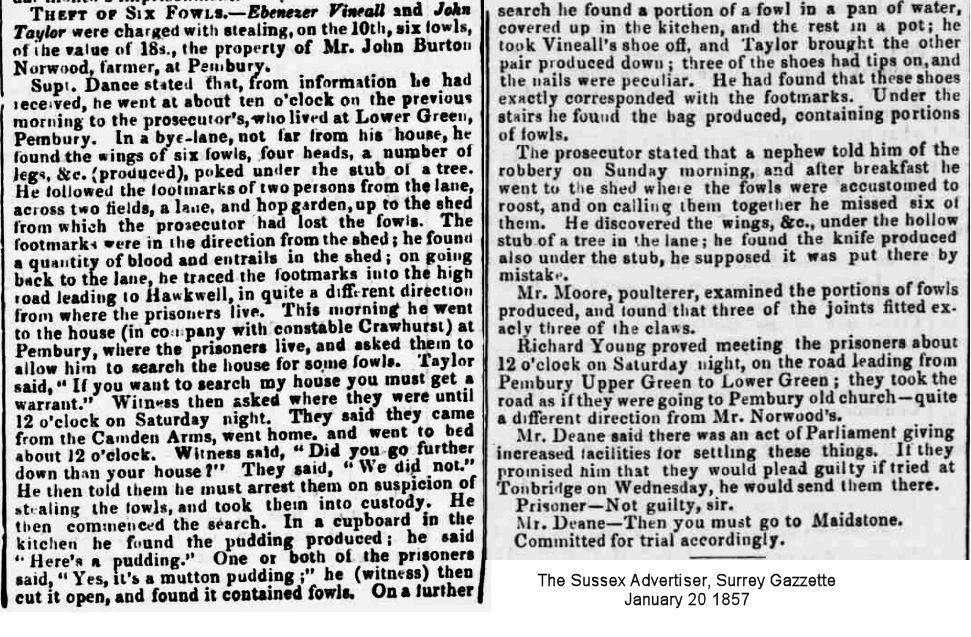 THEFT OF SIX FOWLS.—Ebenezer Vineall and John
Taylor were charged with stealing, on the 10th, six fowls,
of the value of 18s., the property of Mr. John Burton
Norwood, farmer, at Pembury.
Supt. Dance stated that, from information he had
received, he went at about ten o'clock on the previous
morning to the prosecutor's, who lived at Lower Green,
Pembury. In a bye-lane, not far from his house, he
found the wings of six fowls, four heads, a number of
legs, &c. (produced), poked under the stub of a tree.
He followed the footmarks of two persons from the lane,
across two fields, a lane, and hop garden, up to the shed
from which the prosecutor had lost the fowls. The
footmarks were in the direction from the shed; he found
a quantity of blood and entrails in the shed; on going
back to the lane, he traced the footmarks into the high
road leading to Hawkwell, in quite a different direction
from where the prisoners live. This morning he went
to the house (in company with constable Crawhurst) at
Pembury, where the prisoners live, and asked them to
allow him to search the house for some fowls. Taylor
said, "If you want to search my house you must get a
warrant." Witness then asked where they were until
12 o'clock on Saturday night. They said they came
from the Camden Arms, went home, and went to bed
about 12 o'clock. Witness said, "Did you go further
down than your house?" They said, "We did not."
He then told them he must arrest them on suspicion of
stealing the fowls, and took them into custody. He
then commenced the search. In a cupboard in the
kitchen he found the pudding produced; he said
"Here's a pudding." One or both of the prisoners
said, "Yes, it's a mutton pudding;" he (witness) then
cut it open, and found it contained fowls. On a further
search he found a portion of a fowl in a pan of water,
covered up in the kitchen, and the rest in a pot; he
took Vineall's shoe off, and Taylor brought the other
pair produced down; three of the shoes had tips on, and
the nails were peculiar. He had found that these shoes
exactly corresponded with the footmarks. Under the
stairs he found the bag produced, containing portions
of fowls.
The prosecutor stated that a nephew told him of the
robbery on Sunday morning, and after breakfast he
went to the shed where the fowls were accustomed to
roost, and on calling them together he missed six of
them. He discovered the wings, &c., under the hollow
stub of a tree in the lane; he found the knife produced
also under the stub, he supposed it was put there by
mistake.
Mr. Moore, poulterer, examined the portions of fowls
produced, and found that three of the joints fitted ex-
acly three of the claws.
Richard Young proved meeting the prisoners about
12 o'clock on Saturday night, on the road leading from
Pembury Upper Green to Lower Green; they took the
road as if they were going to Pembury old church—quite
a different direction from Mr. Norwood's.
Mr. Deane said there was an act of Parliament giving
increased facilities for settling these things. If they
promised him that they would plead guilty if tried at
Tonbridge on Wednesday, he would send them there.
Prisoner—Not guilty, sir.
Mr. Deane—Then you must go to Maidstone.
Committed for trial accordingly.
The Sussex Advertiser, Surrey Gazzette
January 20 1857